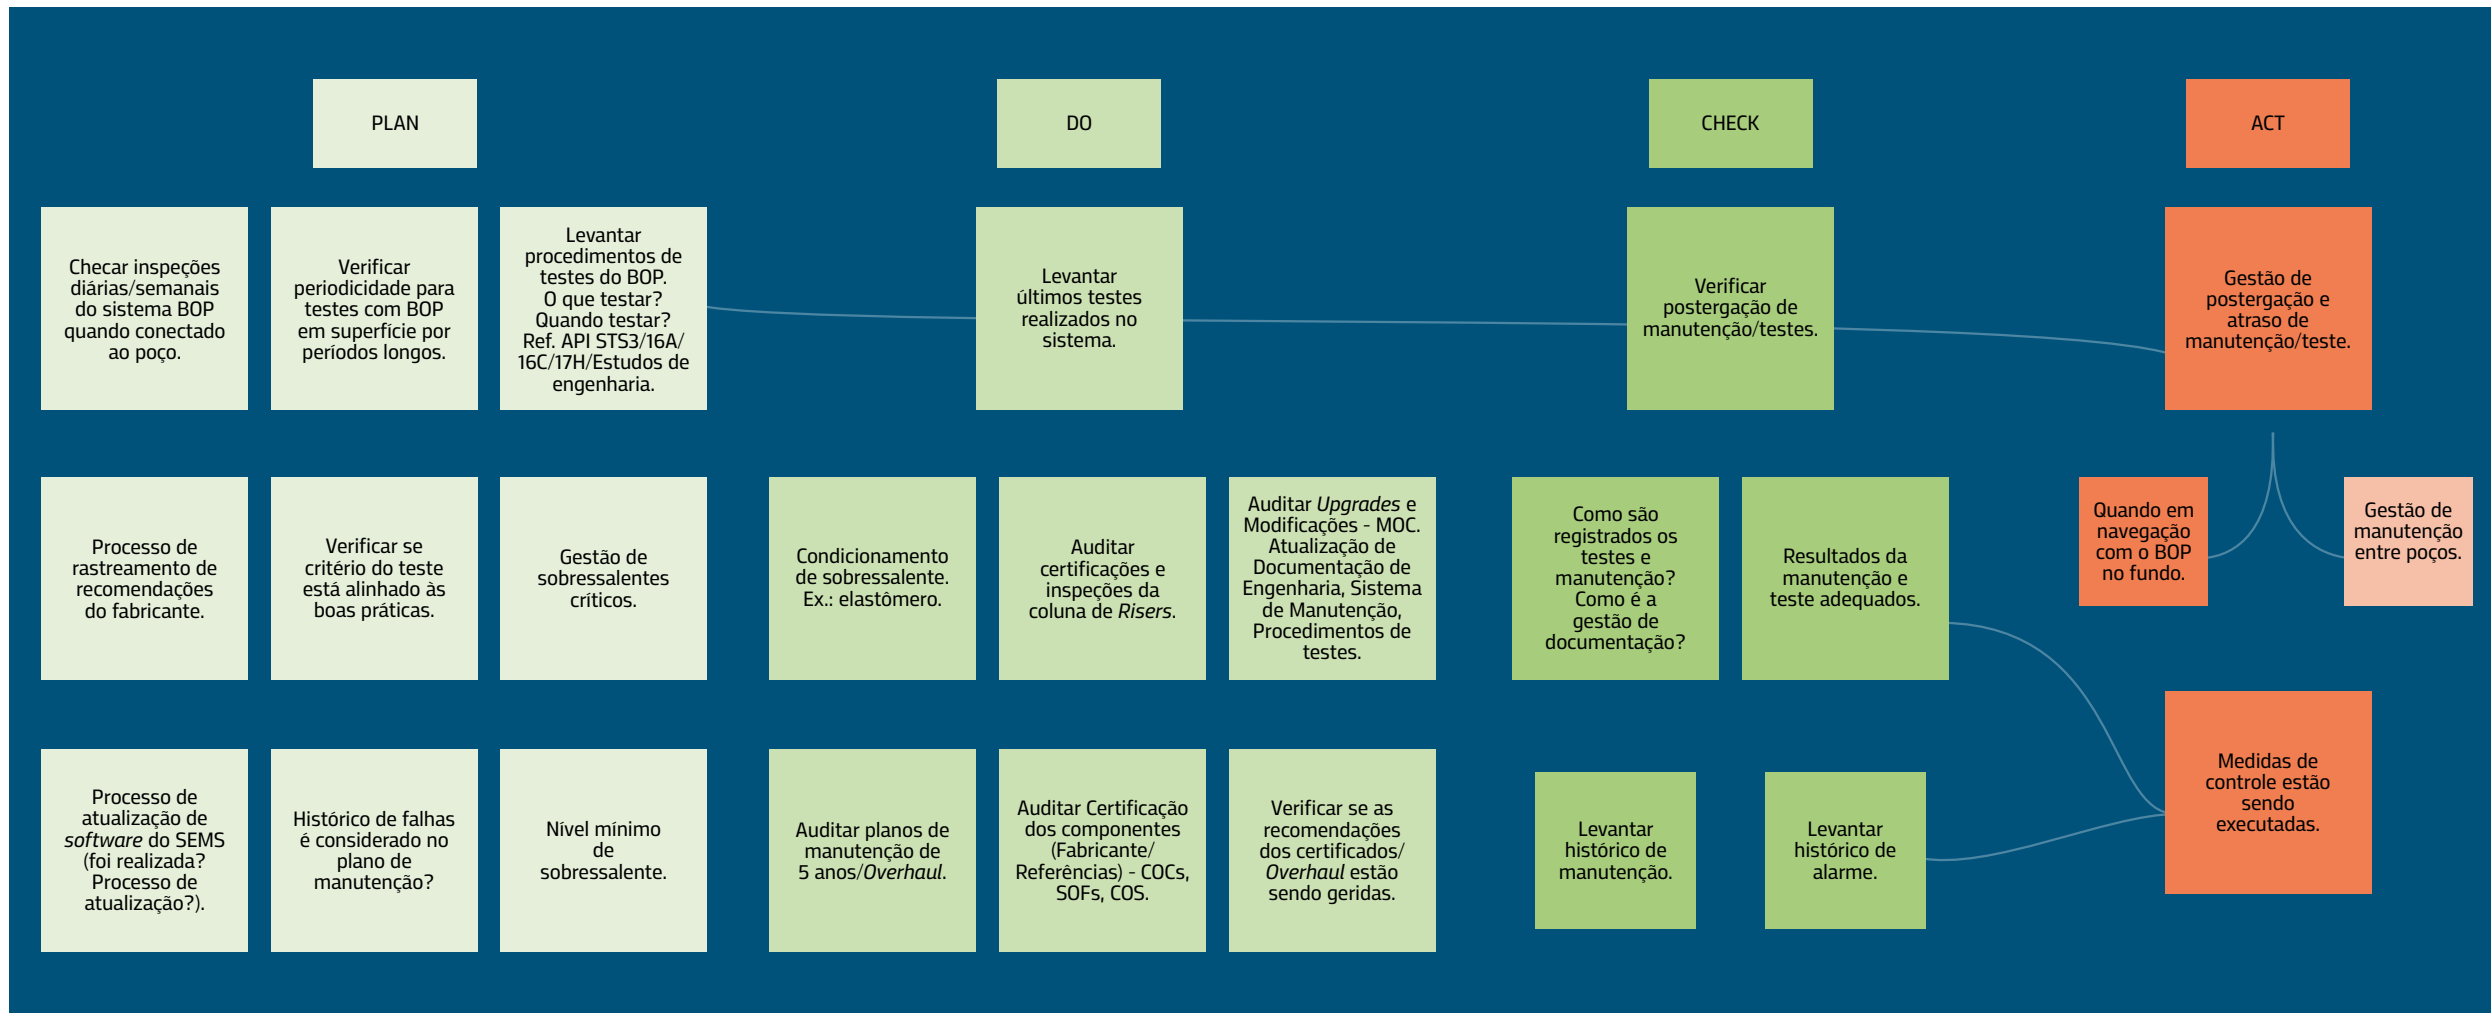 PLAN
DO
CHECK
ACT
Checar inspeções
diárias/semanais
do sistema BOP
quando conectado
ao poço.
Verificar
periodicidade para
testes com BOP
em superfície por
períodos longos.
Levantar
procedimentos de
testes do BOP.
O que testar?
Quando testar?
Ref. API STS3/16A/
16C/17H/Estudos de
engenharia.
Levantar
últimos testes
realizados no
sistema.
Verificar
postergação de
manutenção/testes.
Gestão de
postergação e
atraso de
manutenção/teste.
Processo de
rastreamento de
recomendações
do fabricante.
Verificar se
critério do teste
está alinhado às
boas práticas.
Gestão de
sobressalentes
críticos.
Condicionamento
de sobressalente.
Ex.: elastômero.
Auditar
certificações e
inspeções da
coluna de Risers.
Auditar Upgrades e
Modificações - MOC.
Atualização de
Documentação de
Engenharia, Sistema
de Manutenção,
Procedimentos de
testes.
Como são
registrados os
testes e
manutenção?
Como é a
gestão de
documentação?
Resultados da
manutenção e
teste adequados.
Quando em
navegação
com o BOP
no fundo.
Gestão de
manutenção
entre poços.
Processo de
atualização de
software do SEMS
(foi realizada?
Processo de
atualização?).
Histórico de falhas
é considerado no
plano de
manutenção?
Nível mínimo
de
sobressalente.
Auditar planos de
manutenção de
5 anos/Overhaul.
Auditar Certificação
dos componentes
(Fabricante/
Referências) - COCs,
SOFs, COS.
Verificar se as
recomendações
dos certificados/
Overhaul estão
sendo geridas.
Levantar
histórico de
manutenção.
Levantar
histórico de
alarme.
Medidas de
controle estão
sendo
executadas.